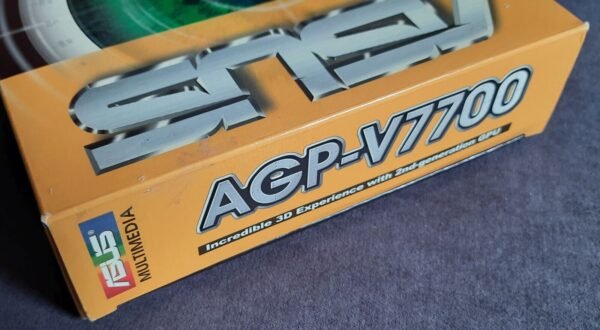 ASUS
AGP-V7700
Incredible 3D Experience with 2nd-generation GPU
ASUS
MULTIMEDIA